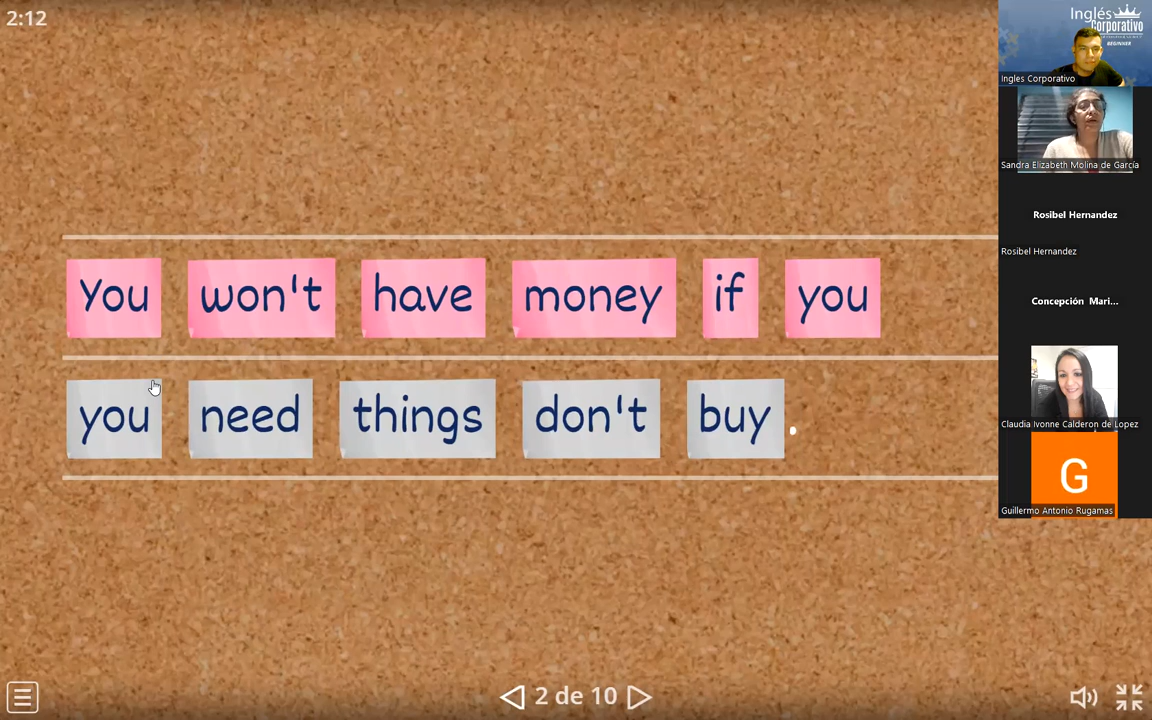 2:12
You won't have money if you
you need things don't buy.
2 de 10
Inglés
Corporativo
BEGINNER
Ingles Corporativo
Sandra Elizabeth Molina de García
Rosibel Hernandez
Rosibel Hernandez
Concepción Mari...
Claudia Ivonne Calderon de Lopez
G
Guillermo Antonio Rugamas